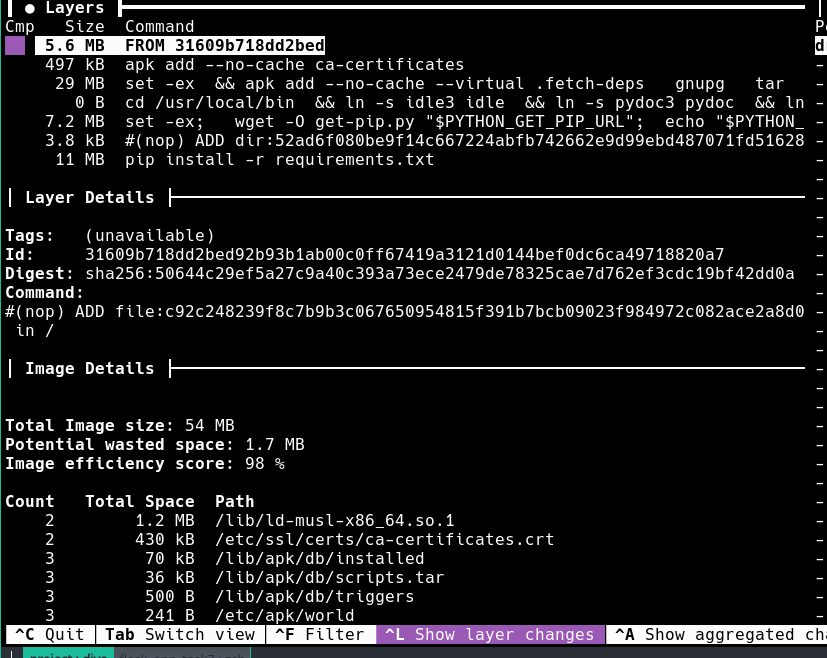 ● Layers
Cmp Size Command
5.6 MB FROM 31609b718dd2bed
497 kB apk add --no-cache ca-certificates
29 MB set -ex && apk add --no-cache --virtual .fetch-deps gnupg tar
0 B cd /usr/local/bin && ln -s idle3 idle && ln -s pydoc3 pydoc && ln
7.2 MB set -ex; wget -O get-pip.py "$PYTHON_GET_PIP_URL"; echo "$PYTHON_
3.8 kB #(nop) ADD dir:52ad6f080be9f14c667224abfb742662e9d99ebd487071fd51628
11 MB pip install -r requirements.txt
Layer Details
Tags: (unavailable)
Id: 31609b718dd2bed92b93b1ab00c0ff67419a3121d0144bef0dc6ca49718820a7
Digest: sha256:50644c29ef5a27c9a40c393a73ece2479de78325cae7d762ef3cdc19bf42dd0a
Command:
#(nop) ADD file:c92c248239f8c7b9b3c067650954815f391b7bcb09023f984972c082ace2a8d0
in /
Image Details
Total Image size: 54 MB
Potential wasted space: 1.7 MB
Image efficiency score: 98 %
Count Total Space Path
2 1.2 MB /lib/ld-musl-x86_64.so.1
2 430 kB /etc/ssl/certs/ca-certificates.crt
3 70 kB /lib/apk/db/installed
3 36 kB /lib/apk/db/scripts.tar
3 500 B /lib/apk/db/triggers
3 241 B /etc/apk/world
^C Quit Tab Switch view ^F Filter ^L Show layer changes ^A Show aggregated cha